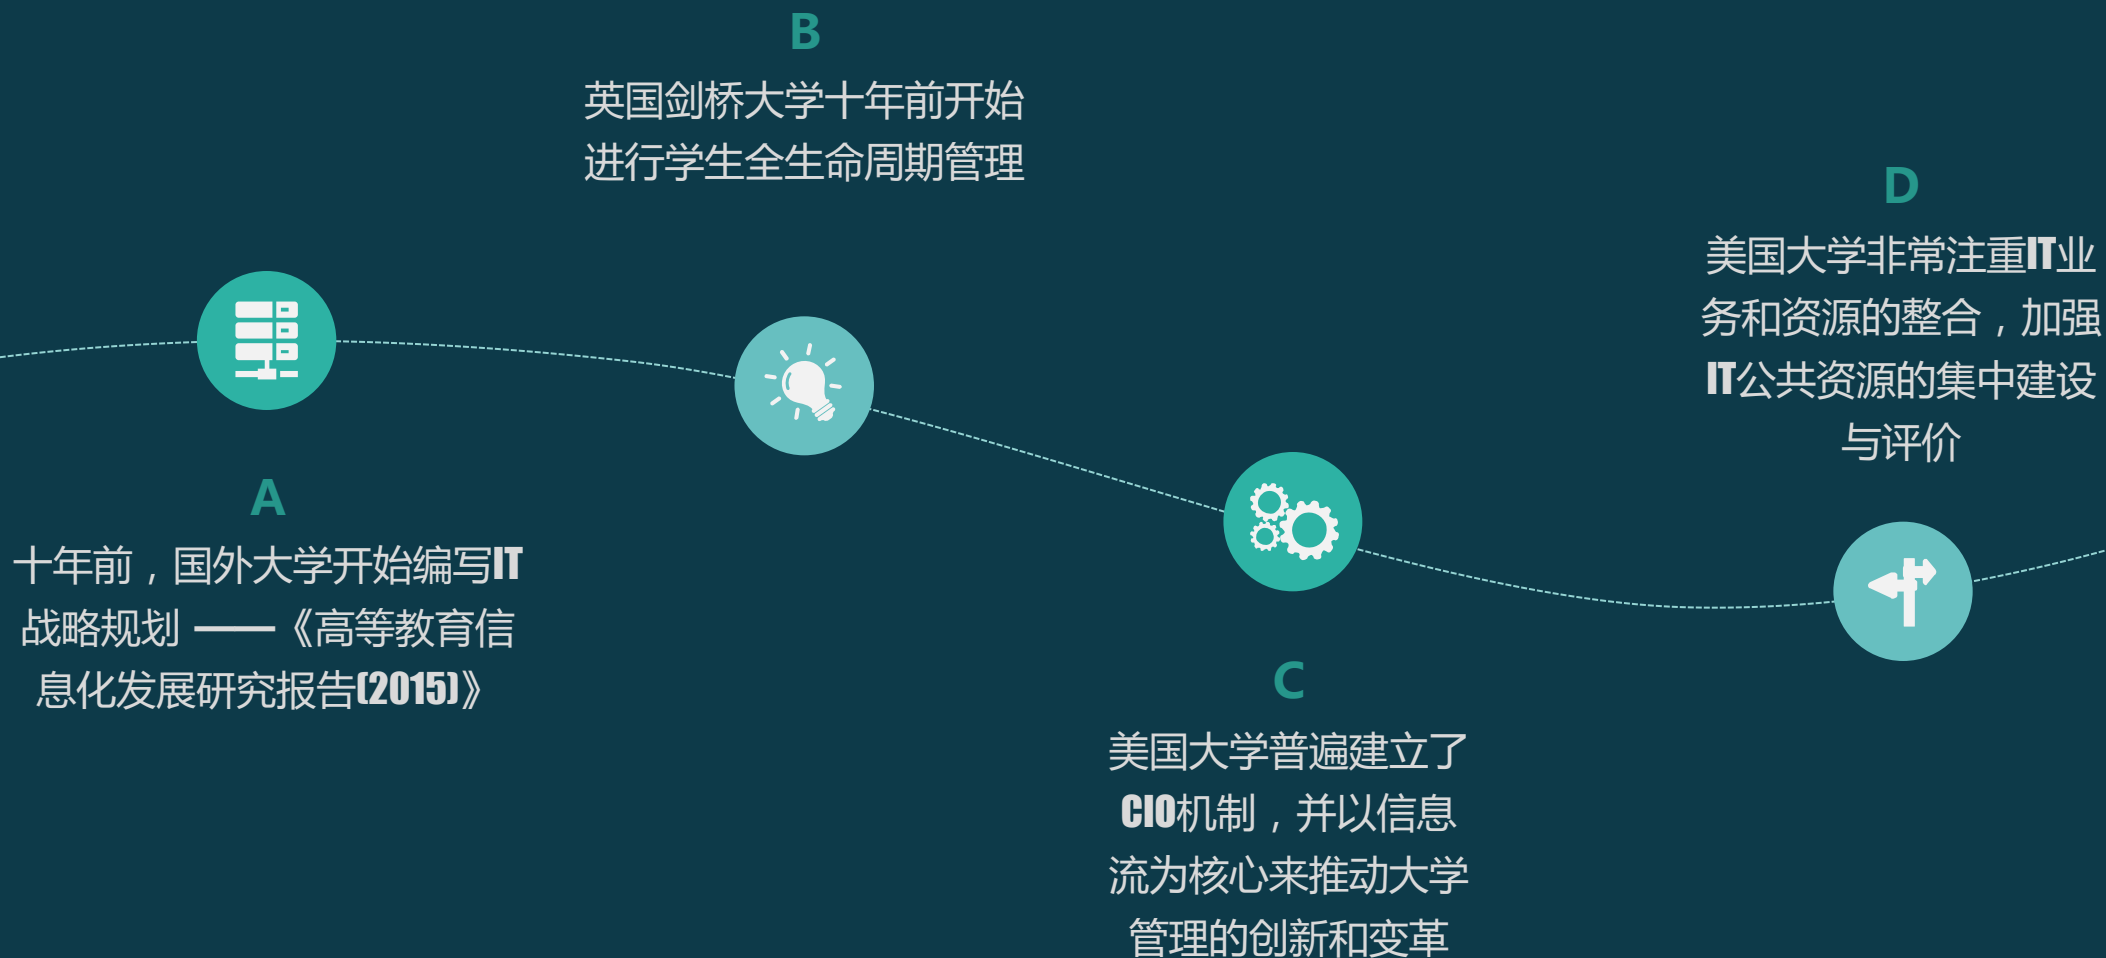 A
十年前，国外大学开始编写IT
战略规划 ——《高等教育信
息化发展研究报告(2015)》
B
英国剑桥大学十年前开始
进行学生全生命周期管理
C
美国大学普遍建立了
CIO机制，并以信息
流为核心来推动大学
管理的创新和变革
D
美国大学非常注重IT业
务和资源的整合，加强
IT公共资源的集中建设
与评价